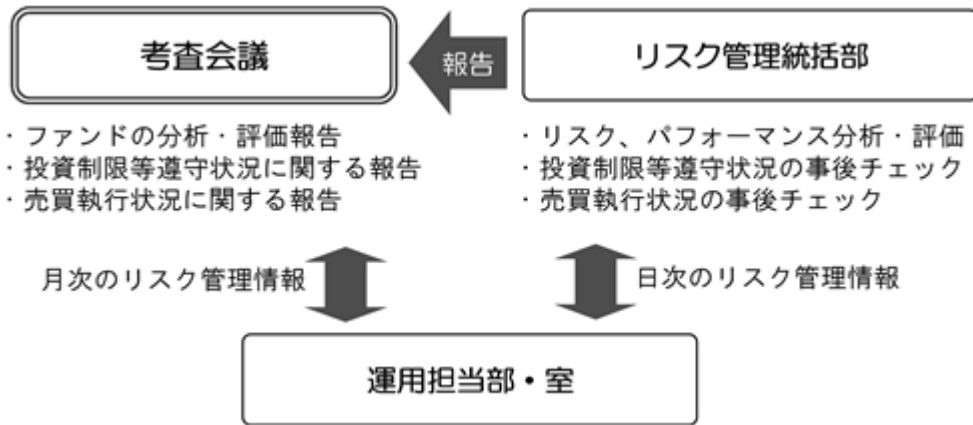 考査会議
報告
リスク管理統括部
・ファンドの分析・評価報告
・投資制限等遵守状況に関する報告
・売買執行状況に関する報告
・リスク、パフォーマンス分析・評価
・投資制限等遵守状況の事後チェック
・売買執行状況の事後チェック
月次のリスク管理情報
日次のリスク管理情報
運用担当部・室